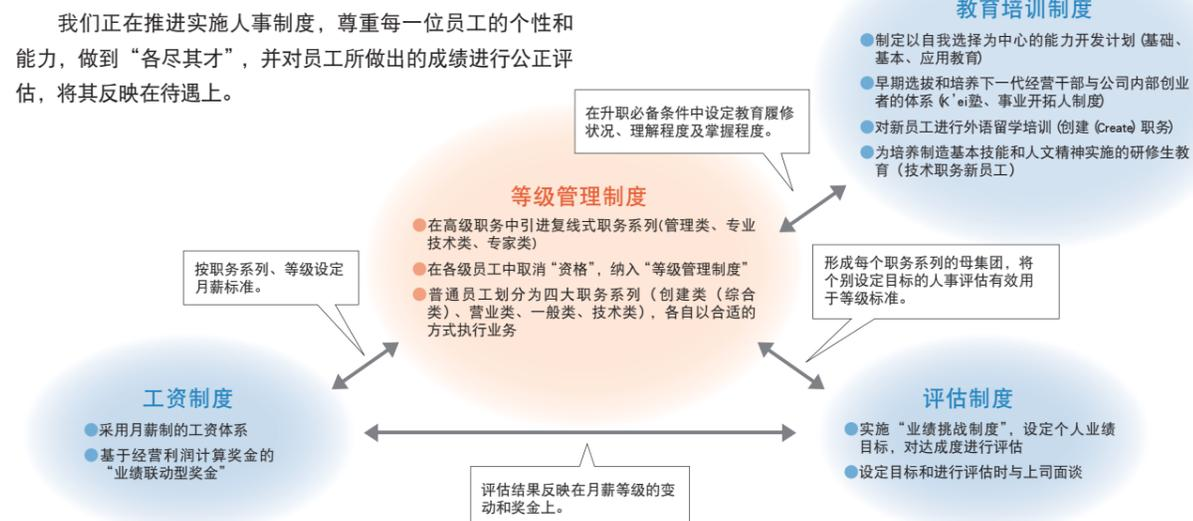 我们正在推进实施人事制度，尊重每一位员工的个性和
能力，做到“各尽其才”，并对员工所做出的成绩进行公正评
估，将其反映在待遇上。
教育培训制度
●制定以自我选择为中心的能力开发计划 (基础、
基本、应用教育)
●早期选拔和培养下一代经营干部与公司内部创业
者的体系 (K'ei塾、事业开拓人制度)
●对新员工进行外语留学培训 (创建 (Create) 职务)
●为培养制造基本技能和人文精神实施的研修生教
育（技术职务新员工）
在升职必备条件中设定教育履修
状况、理解程度及掌握程度。
等级管理制度
●在高级职务中引进复线式职务系列(管理类、专业
技术类、专家类)
●在各级员工中取消“资格”，纳入“等级管理制度”
●普通员工划分为四大职务系列（创建类（综合
类）、营业类、一般类、技术类），各自以合适的
方式执行业务
按职务系列、等级设定
月薪标准。
形成每个职务系列的母集团，将
个别设定目标的人事评估有效用
于等级标准。
工资制度
●采用月薪制的工资体系
●基于经营利润计算奖金的
“业绩联动型奖金”
评估制度
●实施“业绩挑战制度”，设定个人业绩
目标，对达成度进行评估
●设定目标和进行评估时与上司面谈
评估结果反映在月薪等级的变
动和奖金上。